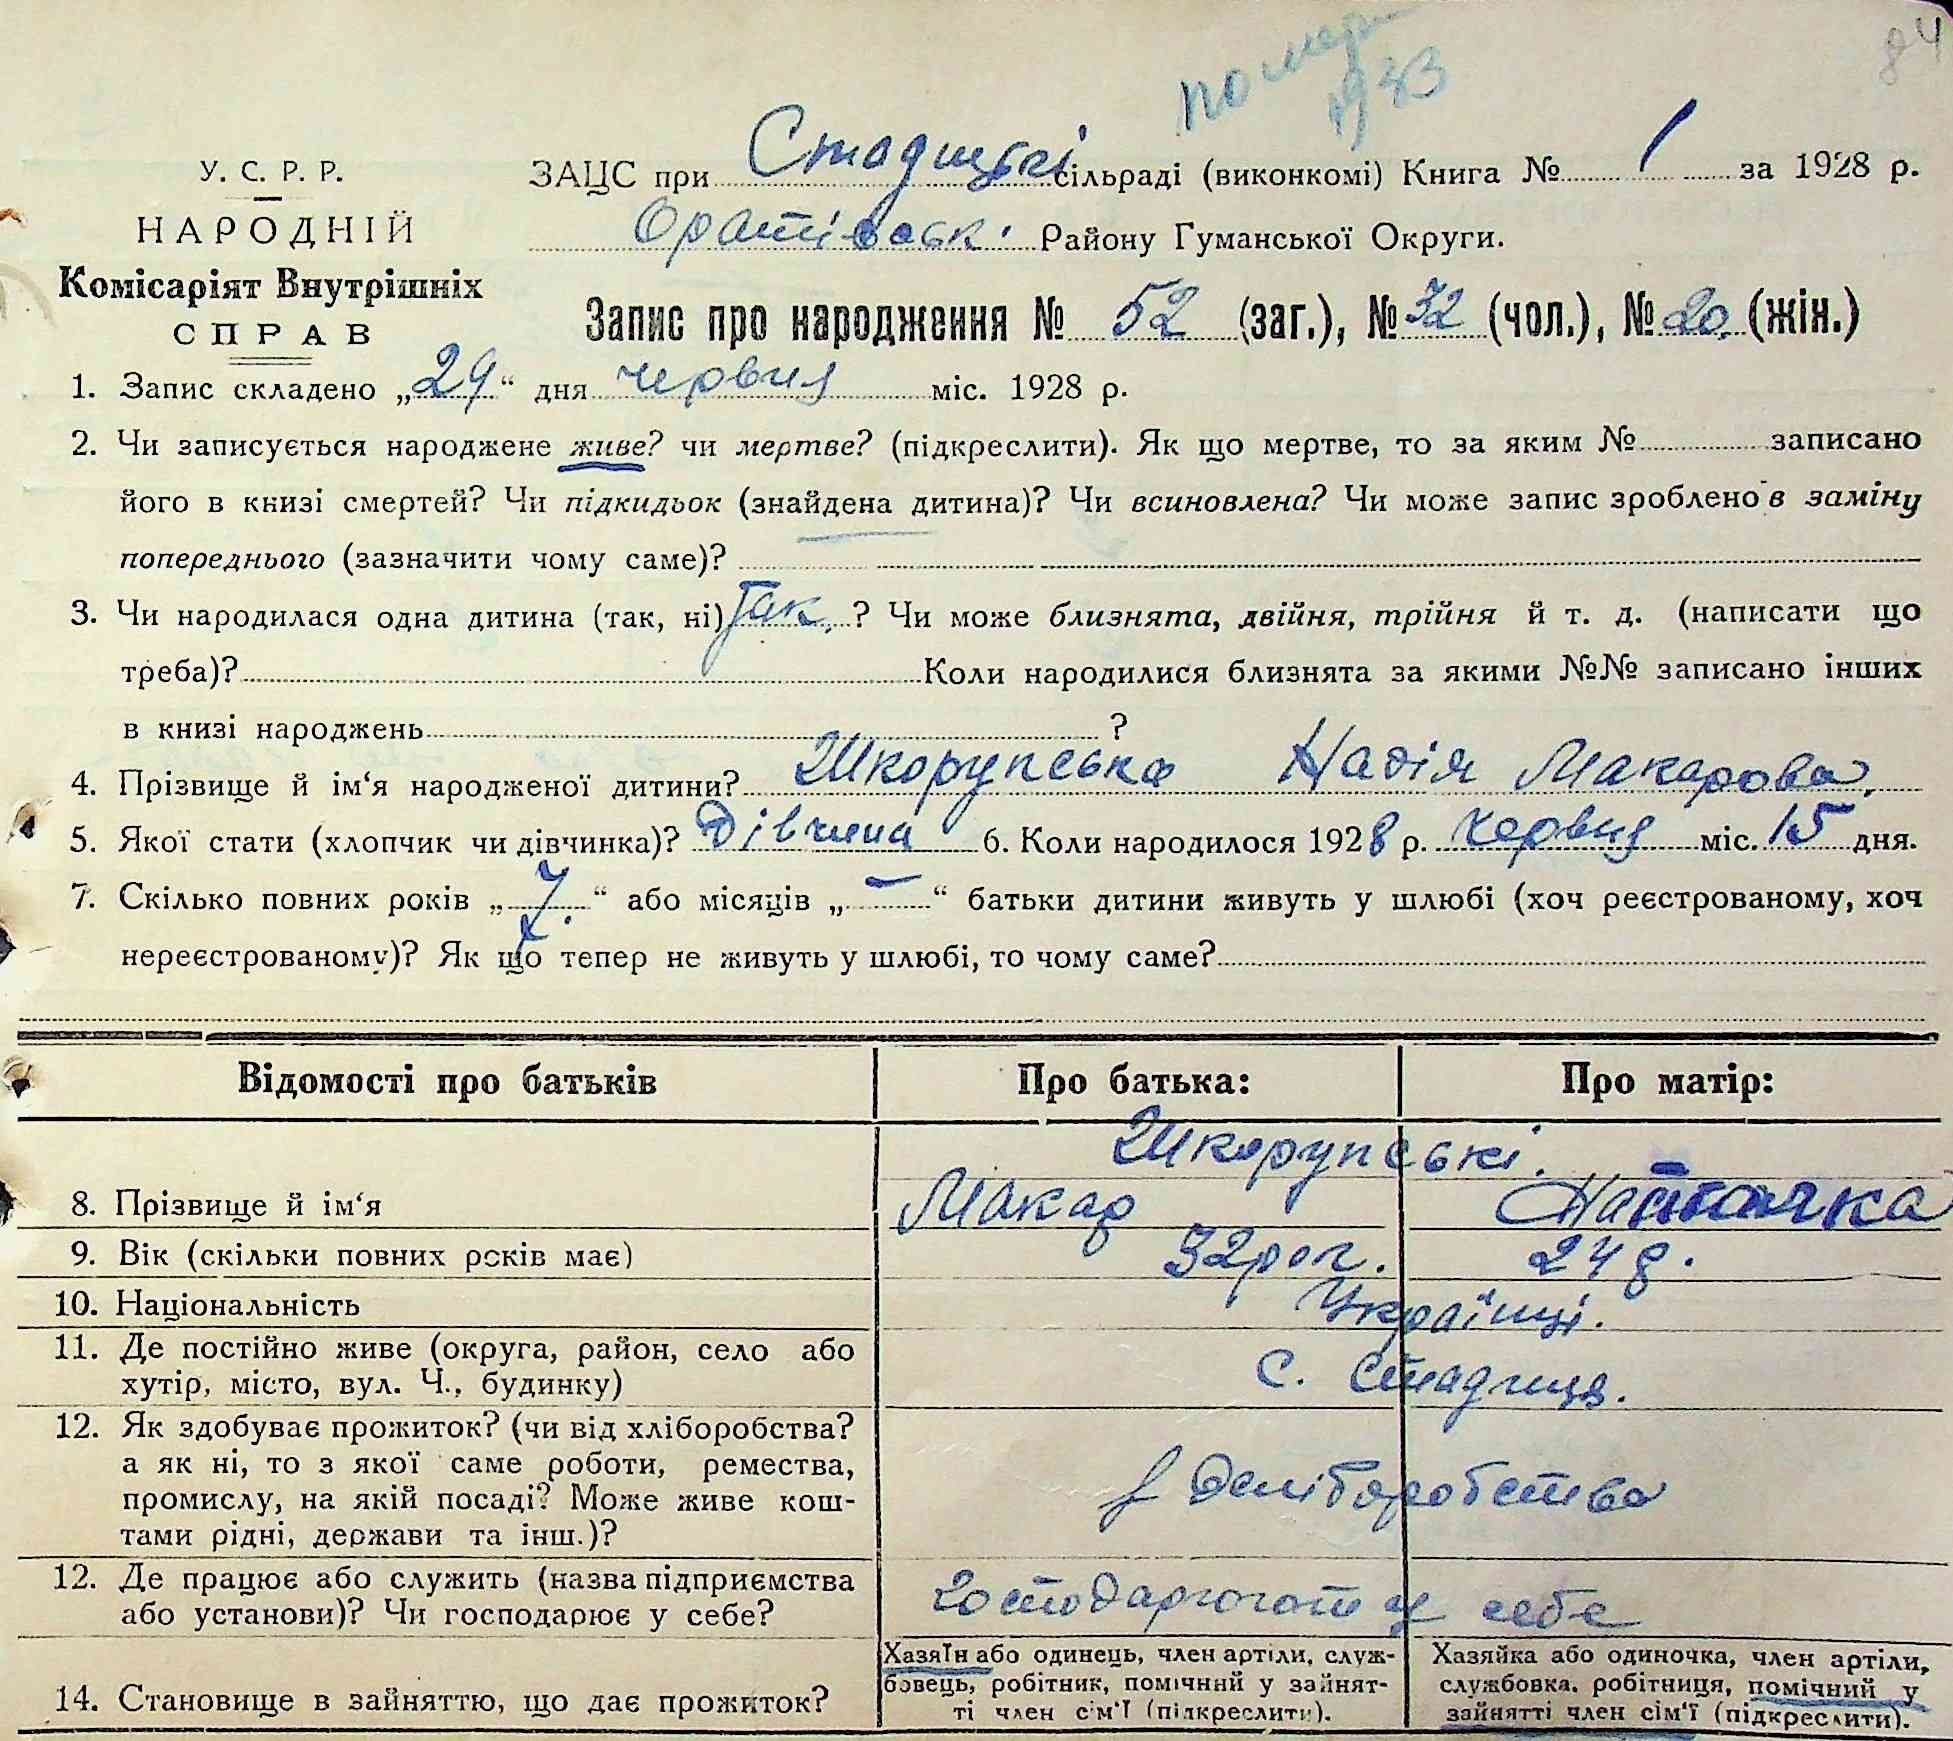 помер
1933
84
У. С. Р. Р.
НАРОДНІЙ
Комісаріят Внутрішніх
СПРАВ
ЗАЦС при Стадицькі сільраді (виконкомі) Книга № 1 за 1928 р.
Оратівськ. Району Гуманської Округи.
Запис про народження № 52 (заг.), № 32 (чол.), № 20 (жін.)
1. Запис складено „29“ дня червня міс. 1928 р.
2. Чи записується народжене живе? чи мертве? (підкреслити). Як що мертве, то за яким № записано
його в книзі смертей? Чи підкидьок (знайдена дитина)? Чи всиновлена? Чи може запис зроблено в заміну
попереднього (зазначити чому саме)?
3. Чи народилася одна дитина (так, ні) Так. ? Чи може близнята, двійня, трійня й т. д. (написати що
треба)? Коли народилися близнята за якими №№ записано інших
в книзі народжень ?
4. Прізвище й ім‘я народженої дитини? Шкорупська Надія Макарова.
5. Якої стати (хлопчик чи дівчинка)? Дівчина 6. Коли народилося 1928 р. червня міс. 15 дня.
7. Скілько повних років „7.“ або місяців „—“ батьки дитини живуть у шлюбі (хоч реєстрованому, хоч
нереєстрованому)? Як що тепер не живуть у шлюбі, то чому саме?
Відомості про батьків Про батька: Про матір:
Шкорупські.
8. Прізвище й ім‘я Макар
9. Вік (скільки повних років має) 32 рок. 24 р.
10. Національність Українці.
11. Де постійно живе (округа, район, село або
хутір, місто, вул. Ч., будинку)
с. Стадниця.
12. Як здобуває прожиток? (чи від хліборобства?
а як ні, то з якої саме роботи, ремества,
промислу, на якій посаді? Може живе кош-
тами рідні, держави та інш.)?
з хліборобства
12. Де працює або служить (назва підприємства
або установи)? Чи господарює у себе?
господарюють у себе
14. Становище в зайняттю, що дає прожиток?
Хазяїн або одинець, член артіли, служ-
бовець, робітник, помічний у зайнят-
ті член сім‘ї (підкреслити).
Хазяйка або одиночка, член артіли,
службовка, робітниця, помічний у
зайнятті член сім‘ї (підкреслити).